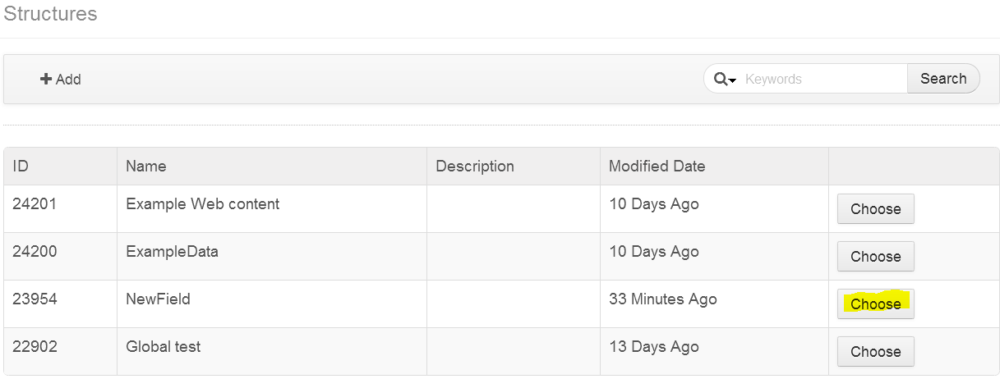 Structures
Add
Keywords
Search
ID Name Description Modified Date
24201 Example Web content 10 Days Ago Choose
24200 ExampleData 10 Days Ago Choose
23954 NewField 33 Minutes Ago Choose
22902 Global test 13 Days Ago Choose